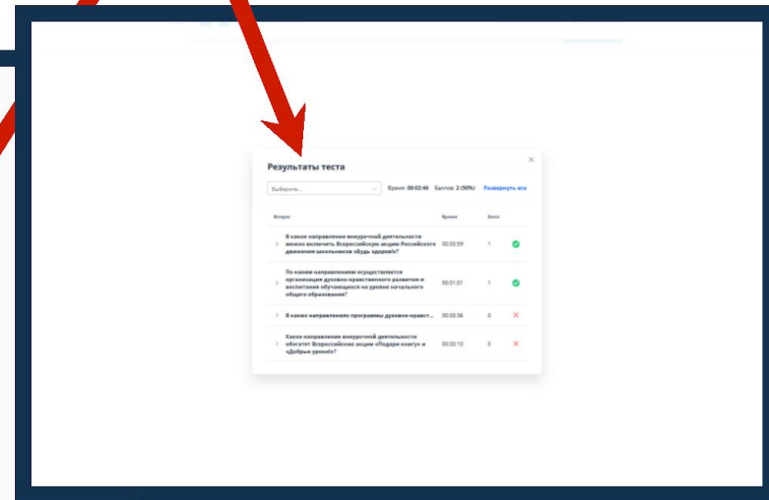 Результаты теста
Выберите... Время: 00:02:46 Баллов: 2 (50%) Развернуть все
Вопрос Время Балл
В какое направление внеурочной деятельности
можно включить Всероссийскую акцию Российского 00:00:59 1
движения школьников «Будь здоров!»?
По каким направлениям осуществляется
организация духовно-нравственного развития и 00:01:01 1
воспитания обучающихся на уровне начального
общего образования?
В каких направлениях программы духовно-нравст... 00:00:36 0
Какое направление внеурочной деятельности
обогатят Всероссийские акции «Подари книгу» и 00:00:10 0
«Добрые уроки!»?